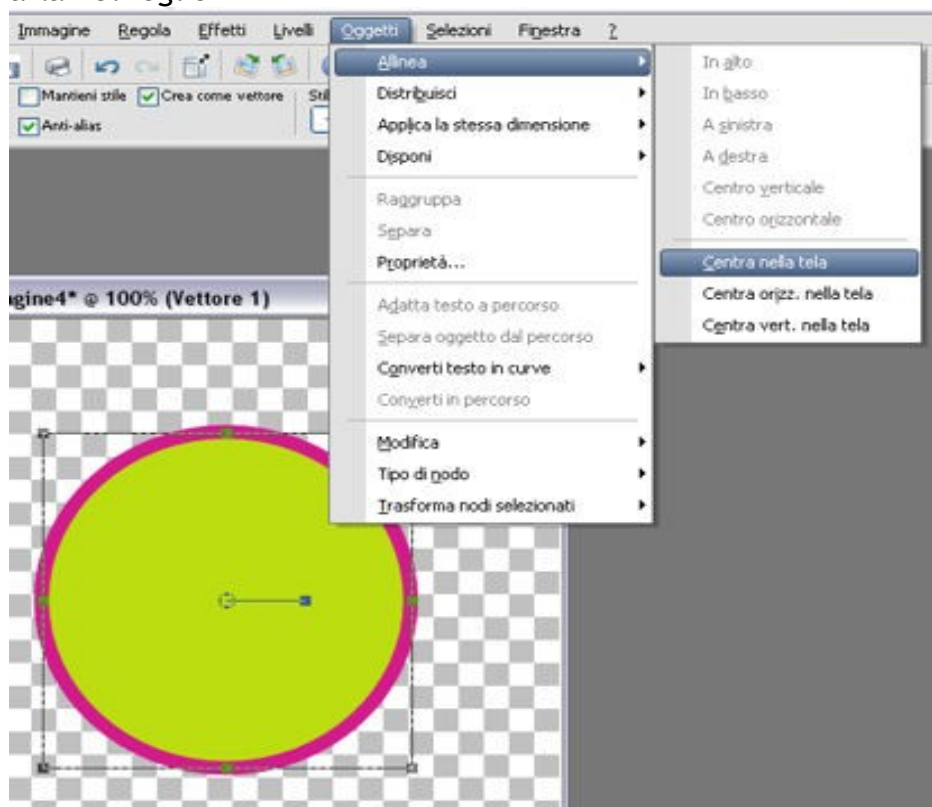 Immagine Regola Effetti Livelli Oggetti Selezioni Finestra ?
Mantieni stile Crea come vettore
Anti-alias
Allinea
Distribuisci
Applica la stessa dimensione
Disponi
Raggruppa
Separa
Proprietà...
Adatta testo a percorso
Separa oggetto dal percorso
Converti testo in curve
Converti in percorso
Modifica
Tipo di nodo
Trasforma nodi selezionati
In alto
In basso
A sinistra
A destra
Centro verticale
Centro orizzontale
Centra nella tela
Centra orizz. nella tela
Centra vert. nella tela
gine4* @ 100% (Vettore 1)